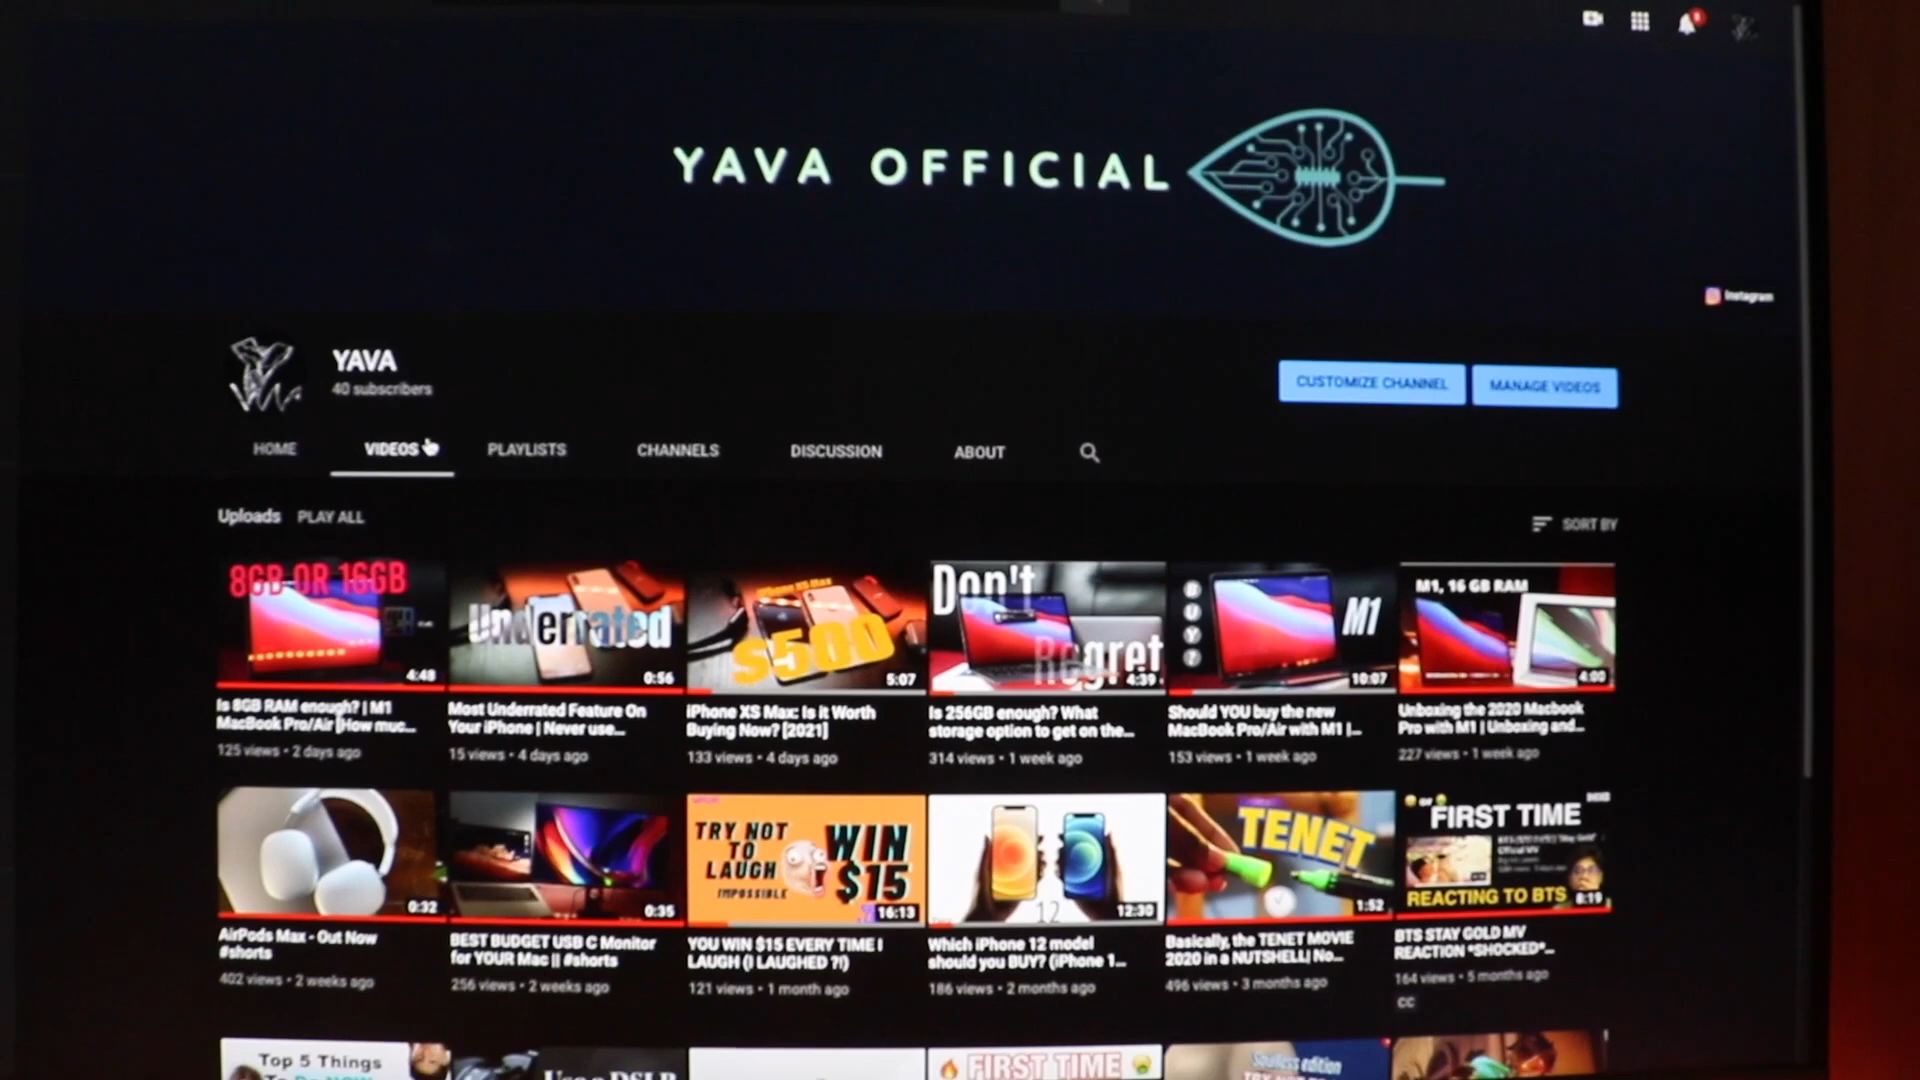 YAVA OFFICIAL
Instagram
YAVA
40 subscribers
CUSTOMIZE CHANNEL
MANAGE VIDEOS
HOME
VIDEOS
PLAYLISTS
CHANNELS
DISCUSSION
ABOUT
Uploads
PLAY ALL
SORT BY
8GB OR 16GB
4:48
Is 8GB RAM enough? | M1
MacBook Pro/Air [How muc...
125 views • 2 days ago
Underrated
0:56
Most Underrated Feature On
Your iPhone | Never use...
15 views • 4 days ago
iPhone XS Max
$500
5:07
iPhone XS Max: Is it Worth
Buying Now? [2021]
133 views • 4 days ago
Don't
Regret
4:39
Is 256GB enough? What
storage option to get on the...
314 views • 1 week ago
BUY?
M1
10:07
Should YOU buy the new
MacBook Pro/Air with M1 |...
153 views • 1 week ago
M1, 16 GB RAM
4:00
Unboxing the 2020 Macbook
Pro with M1 | Unboxing and...
227 views • 1 week ago
0:32
AirPods Max - Out Now
#shorts
402 views • 2 weeks ago
0:35
BEST BUDGET USB C Monitor
for YOUR Mac || #shorts
256 views • 2 weeks ago
TRY NOT
TO
LAUGH
IMPOSSIBLE
WIN
$15
16:13
YOU WIN $15 EVERY TIME I
LAUGH (I LAUGHED ?!)
121 views • 1 month ago
12
12:30
Which iPhone 12 model
should you BUY? (iPhone 1...
186 views • 2 months ago
TENET
1:52
Basically, the TENET MOVIE
2020 in a NUTSHELL| No...
496 views • 3 months ago
FIRST TIME
REACTING TO BTS
8:19
BTS STAY GOLD MV
REACTION *SHOCKED*...
164 views • 5 months ago
CC
Top 5 Things
To Do NOW
DSLR
FIRST TIME
edition